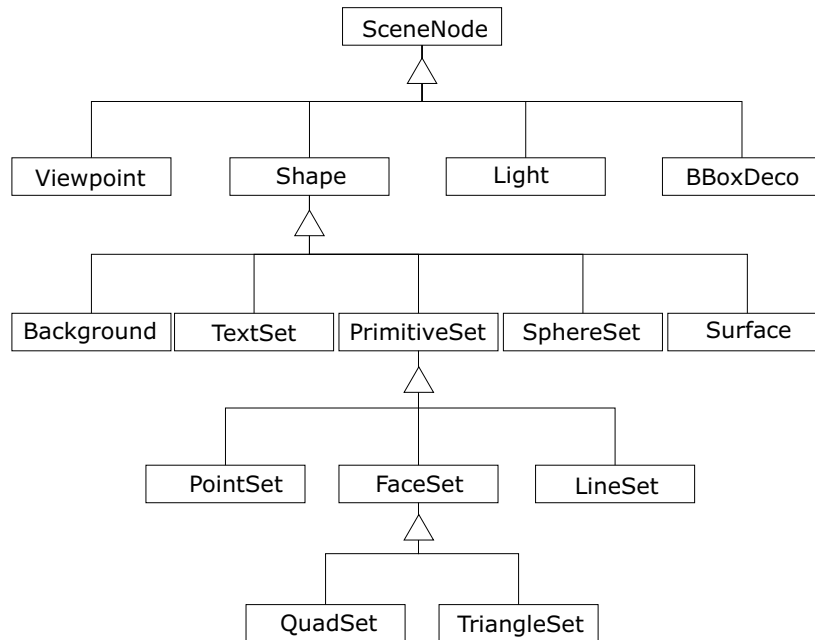 SceneNode
Viewpoint
Shape
Light
BBoxDeco
Background
TextSet
PrimitiveSet
SphereSet
Surface
PointSet
FaceSet
LineSet
QuadSet
TriangleSet